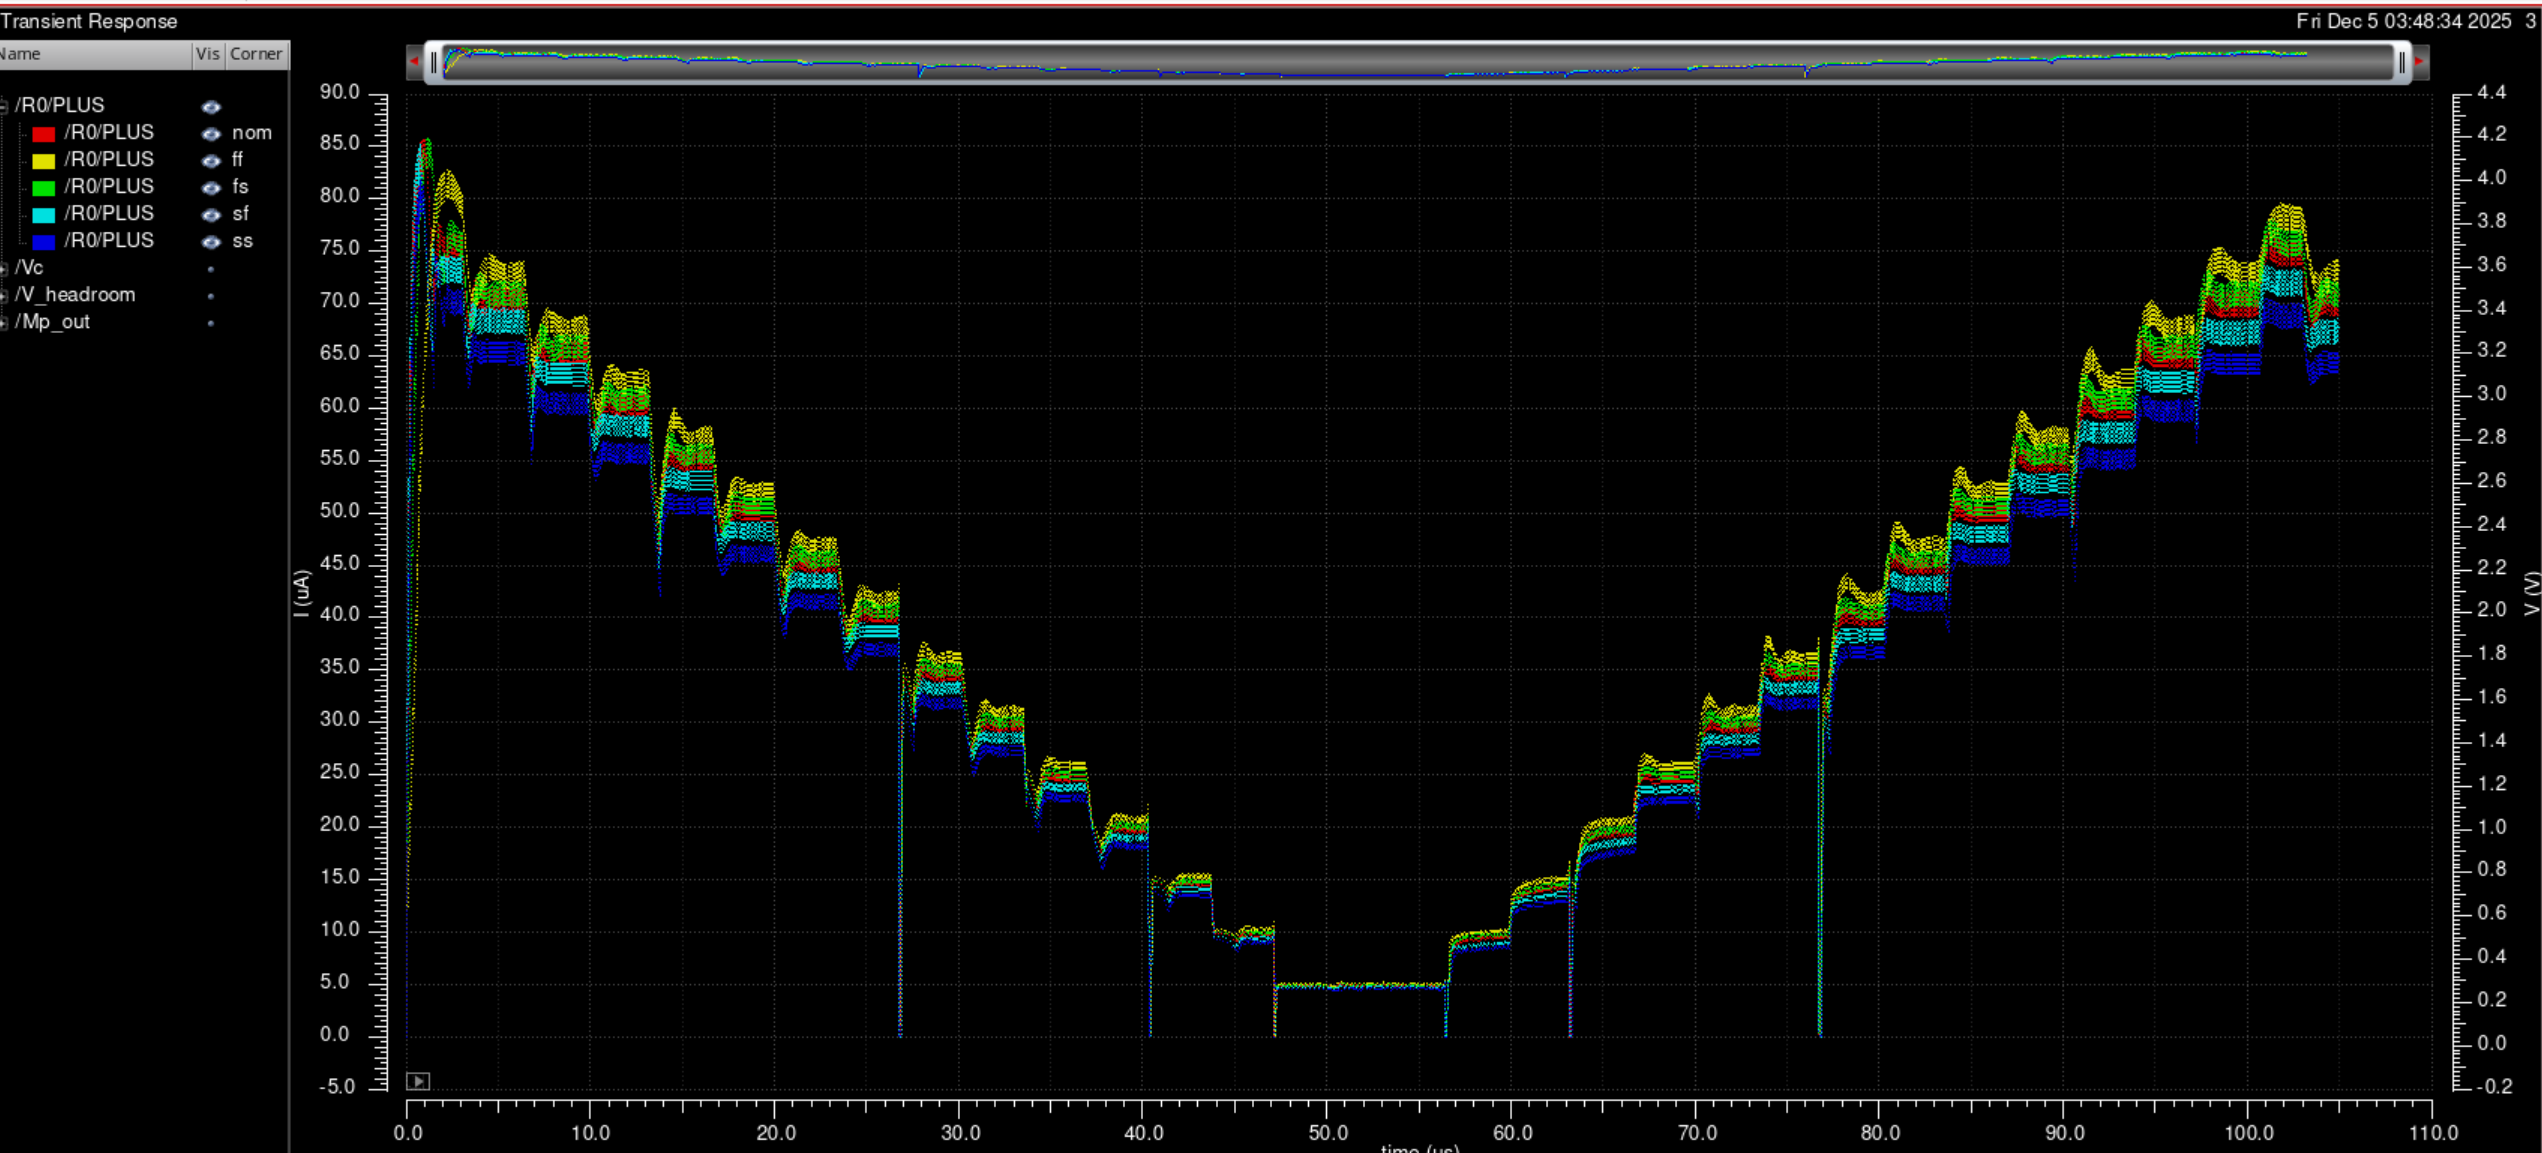 Transient Response
Fri Dec 5 03:48:34 2025 3
Name Vis Corner
/R0/PLUS
/R0/PLUS nom
/R0/PLUS ff
/R0/PLUS fs
/R0/PLUS sf
/R0/PLUS ss
/Vc
/V_headroom
/Mp_out
I (uA)
90.0
85.0
80.0
75.0
70.0
65.0
60.0
55.0
50.0
45.0
40.0
35.0
30.0
25.0
20.0
15.0
10.0
5.0
0.0
-5.0
4.4
4.2
4.0
3.8
3.6
3.4
3.2
3.0
2.8
2.6
2.4
2.2
2.0
1.8
1.6
1.4
1.2
1.0
0.8
0.6
0.4
0.2
0.0
-0.2
V (V)
0.0 10.0 20.0 30.0 40.0 50.0 60.0 70.0 80.0 90.0 100.0 110.0
time (us)